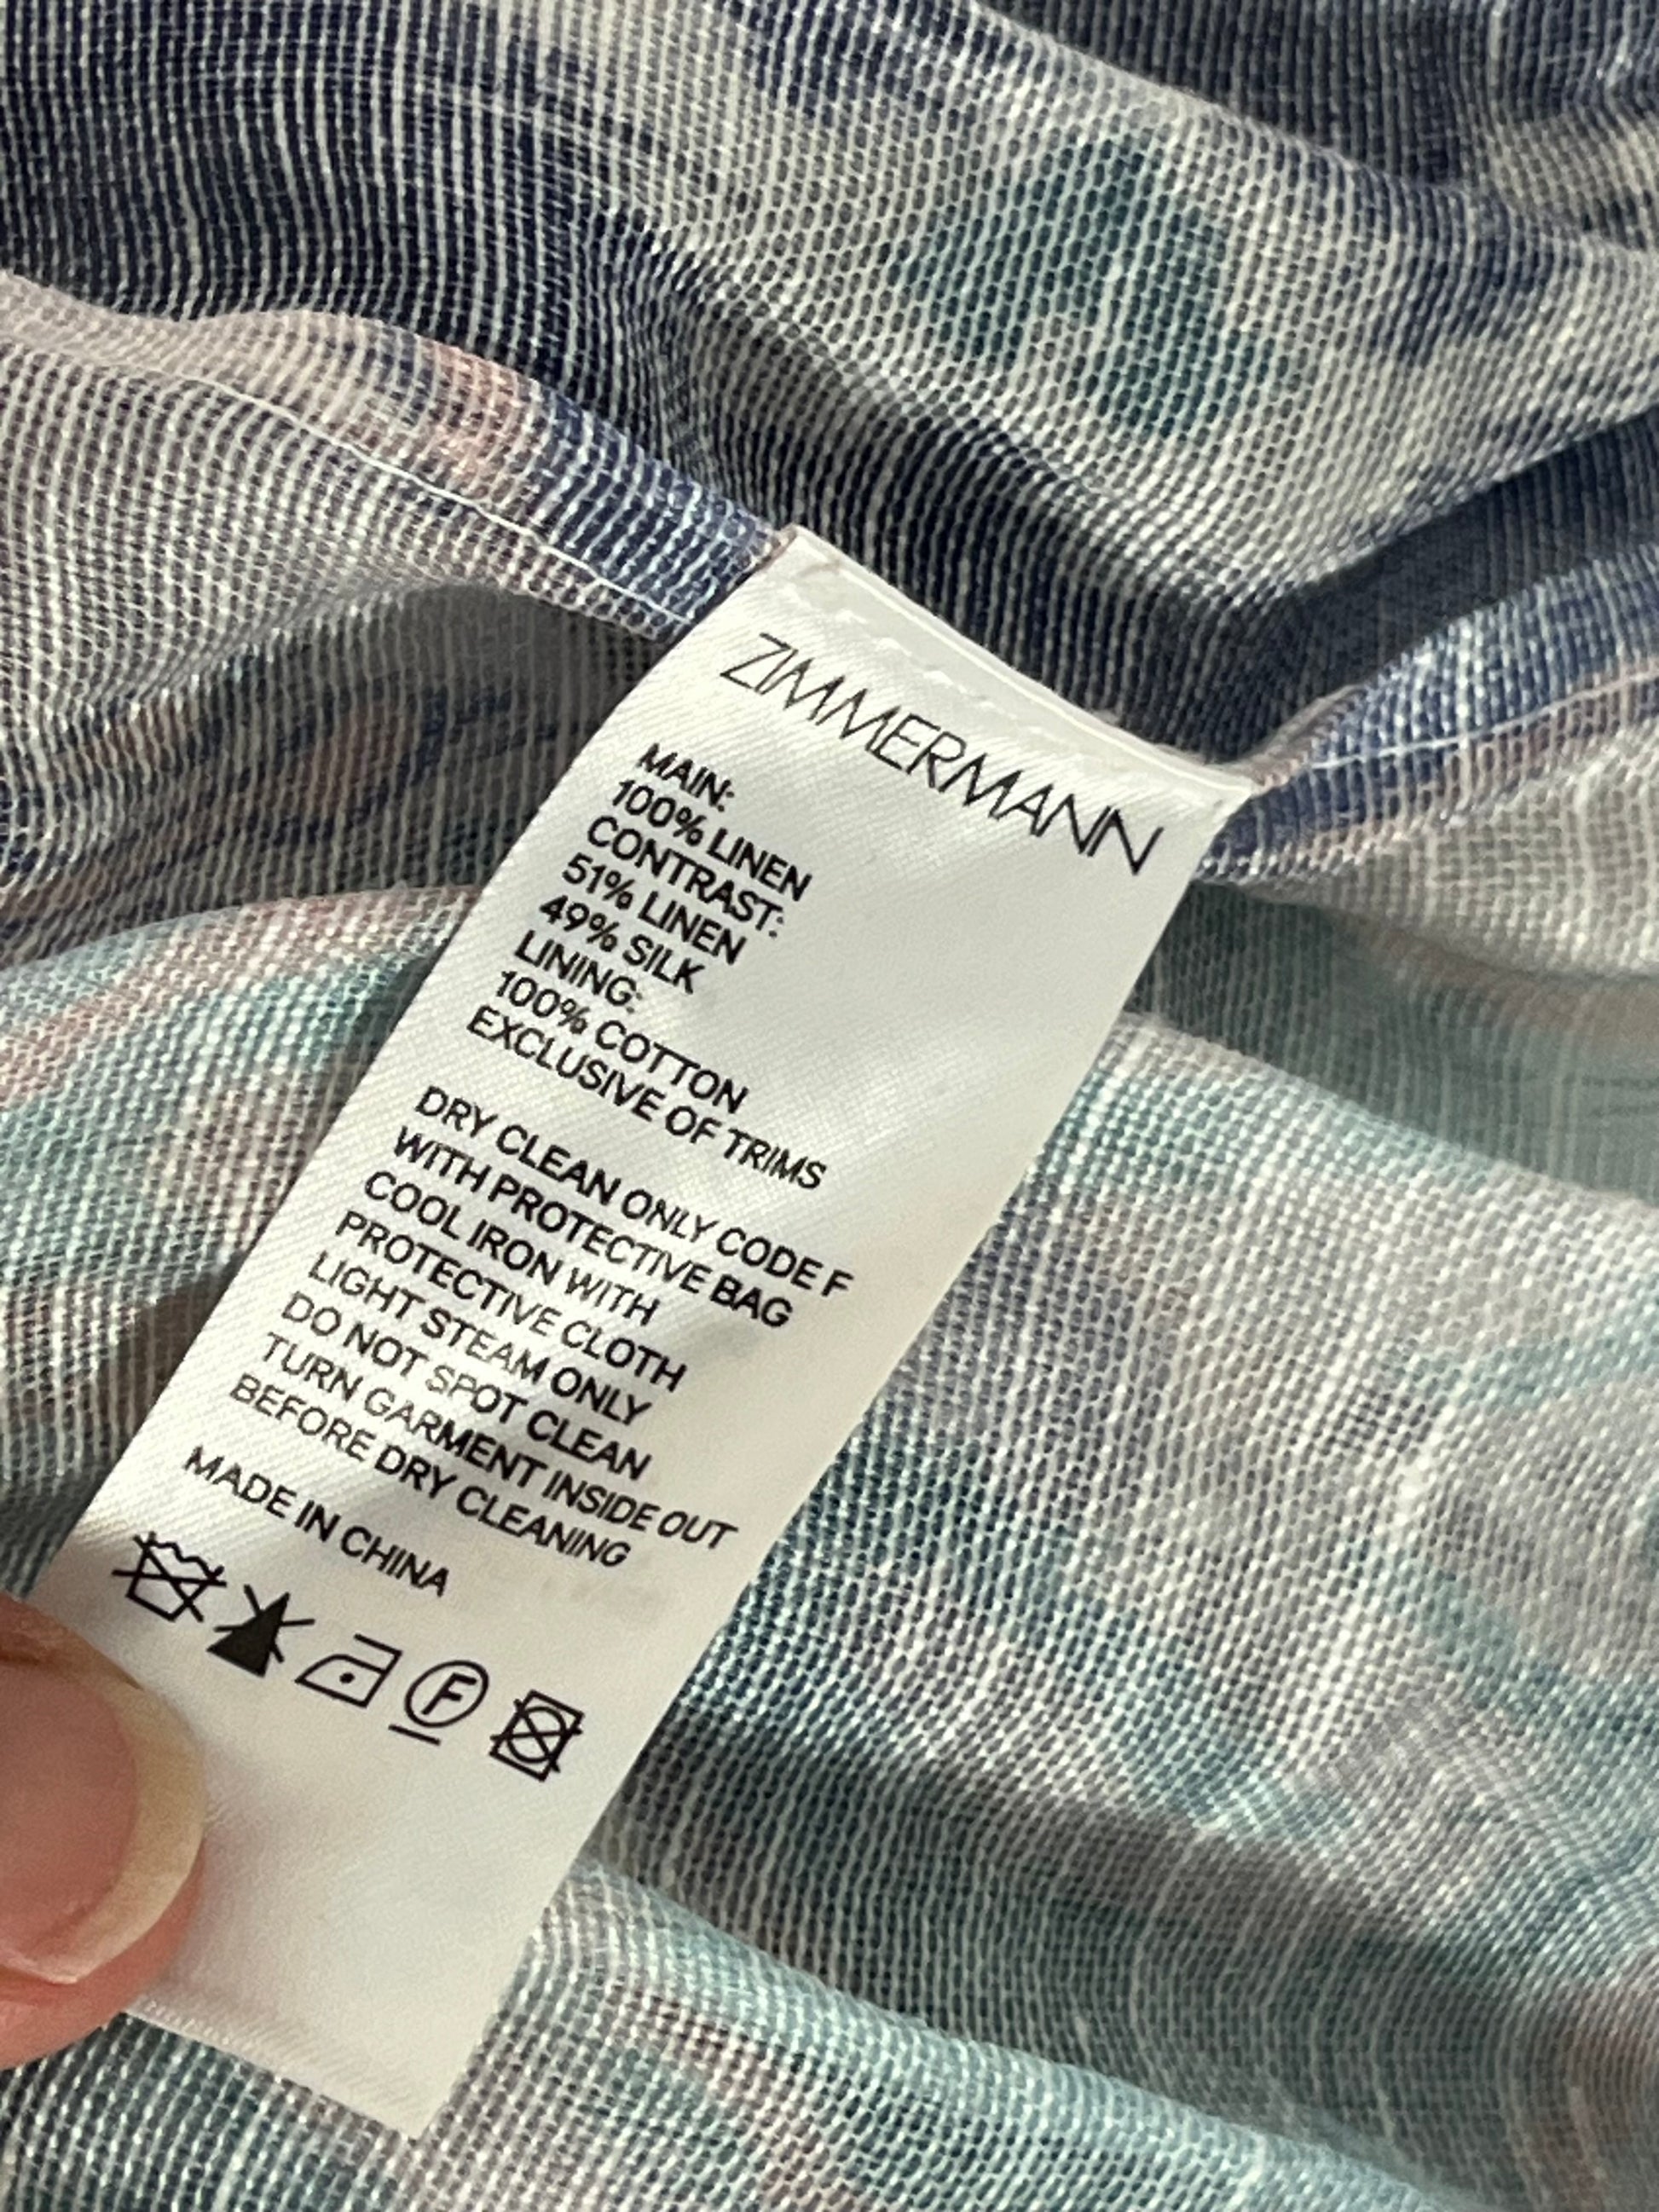 ZIMMERMANN
MAIN:
100% LINEN
CONTRAST:
51% LINEN
49% SILK
LINING:
100% COTTON
EXCLUSIVE OF TRIMS
DRY CLEAN ONLY CODE F
WITH PROTECTIVE BAG
COOL IRON WITH
PROTECTIVE CLOTH
LIGHT STEAM ONLY
DO NOT SPOT CLEAN
TURN GARMENT INSIDE OUT
BEFORE DRY CLEANING
MADE IN CHINA
F